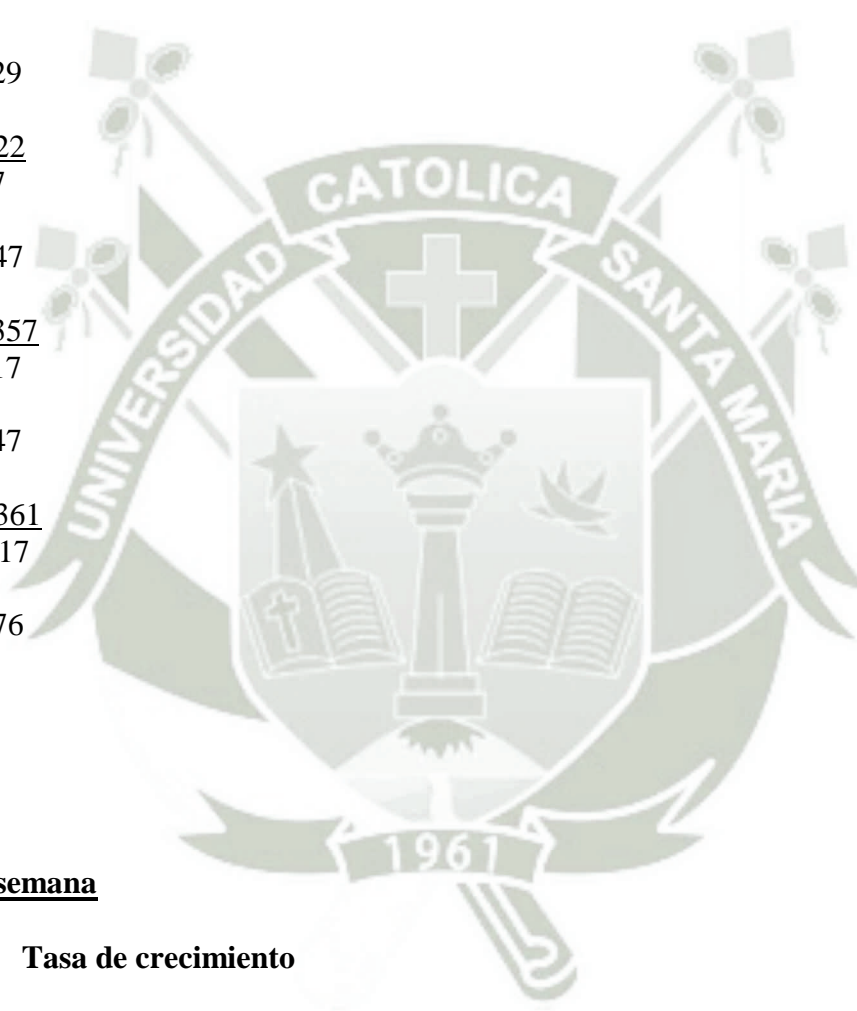 29
22
7
47
357
17
47
361
17
76
CATOLICA
UNIVERSIDAD
SANTA MARIA
1961
semana
Tasa de crecimiento